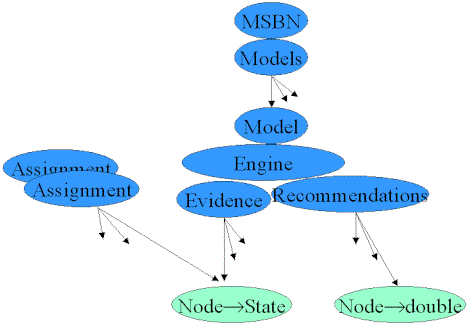 MSBN
Models
Model
Engine
Assignment
Assignment
Evidence
Recommendations
Node→State
Node→double